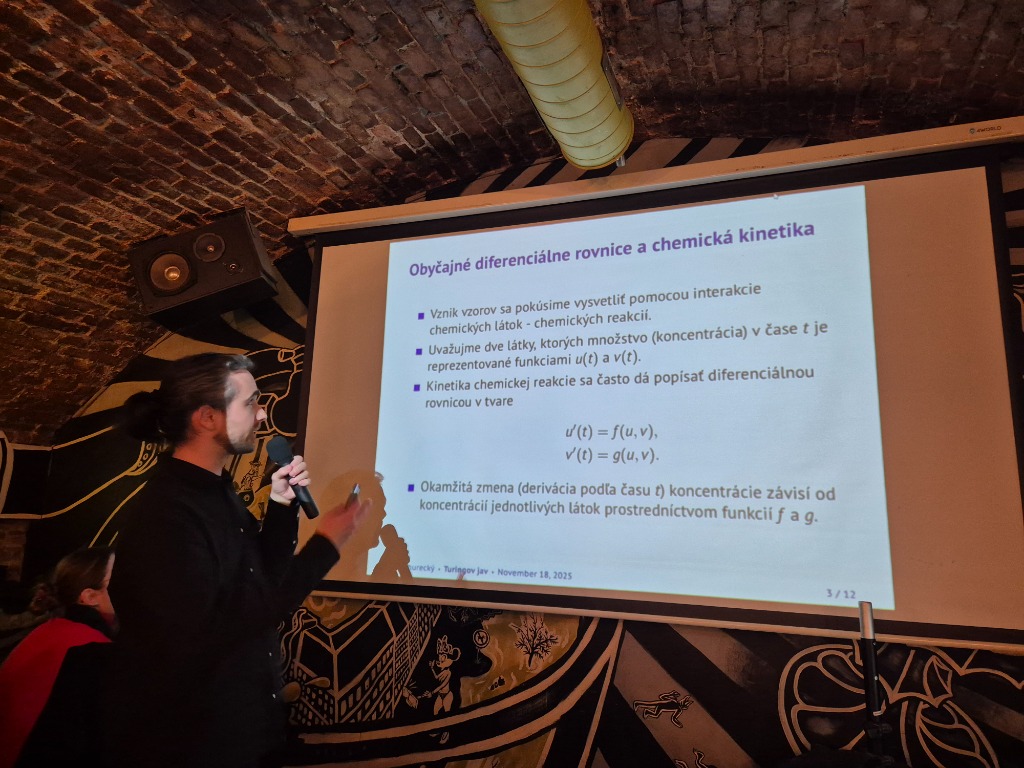 4WORLD
Obyčajné diferenciálne rovnice a chemická kinetika
Vznik vzorov sa pokúsime vysvetliť pomocou interakcie
chemických látok - chemických reakcií.
Uvažujme dve látky, ktorých množstvo (koncentrácia) v čase t je
reprezentované funkciami u(t) a v(t).
Kinetika chemickej reakcie sa často dá popísať diferenciálnou
rovnicou v tvare
u′(t) = f(u, v),
v′(t) = g(u, v).
Okamžitá zmena (derivácia podľa času t) koncentrácie závisí od
koncentrácií jednotlivých látok prostredníctvom funkcií f a g.
Turingov jav • November 18, 2025
3 / 12